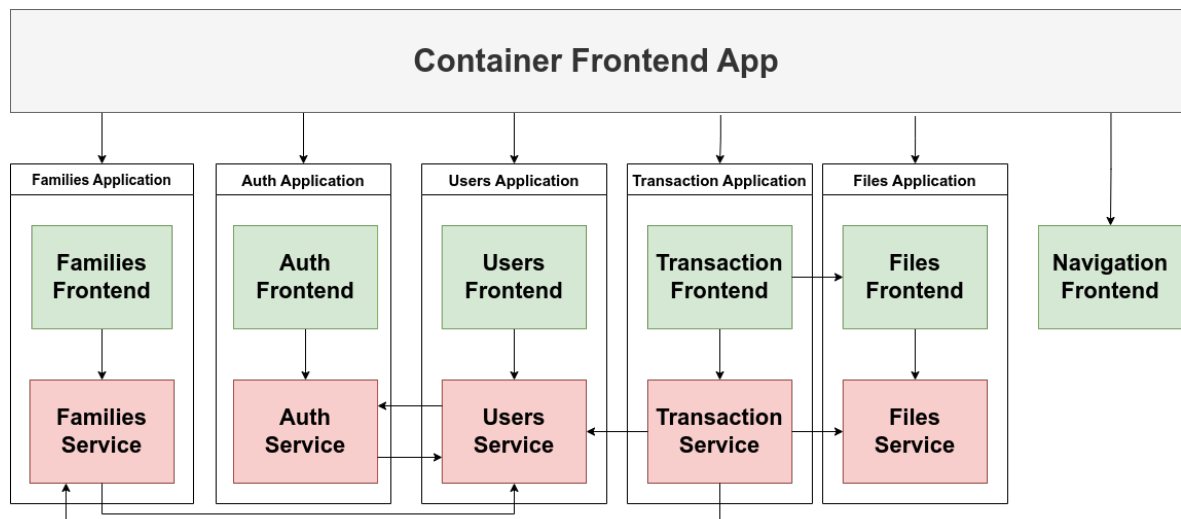 Container Frontend App
Families Application
Auth Application
Users Application
Transaction Application
Files Application
Families
Frontend
Auth
Frontend
Users
Frontend
Transaction
Frontend
Files
Frontend
Navigation
Frontend
Families
Service
Auth
Service
Users
Service
Transaction
Service
Files
Service